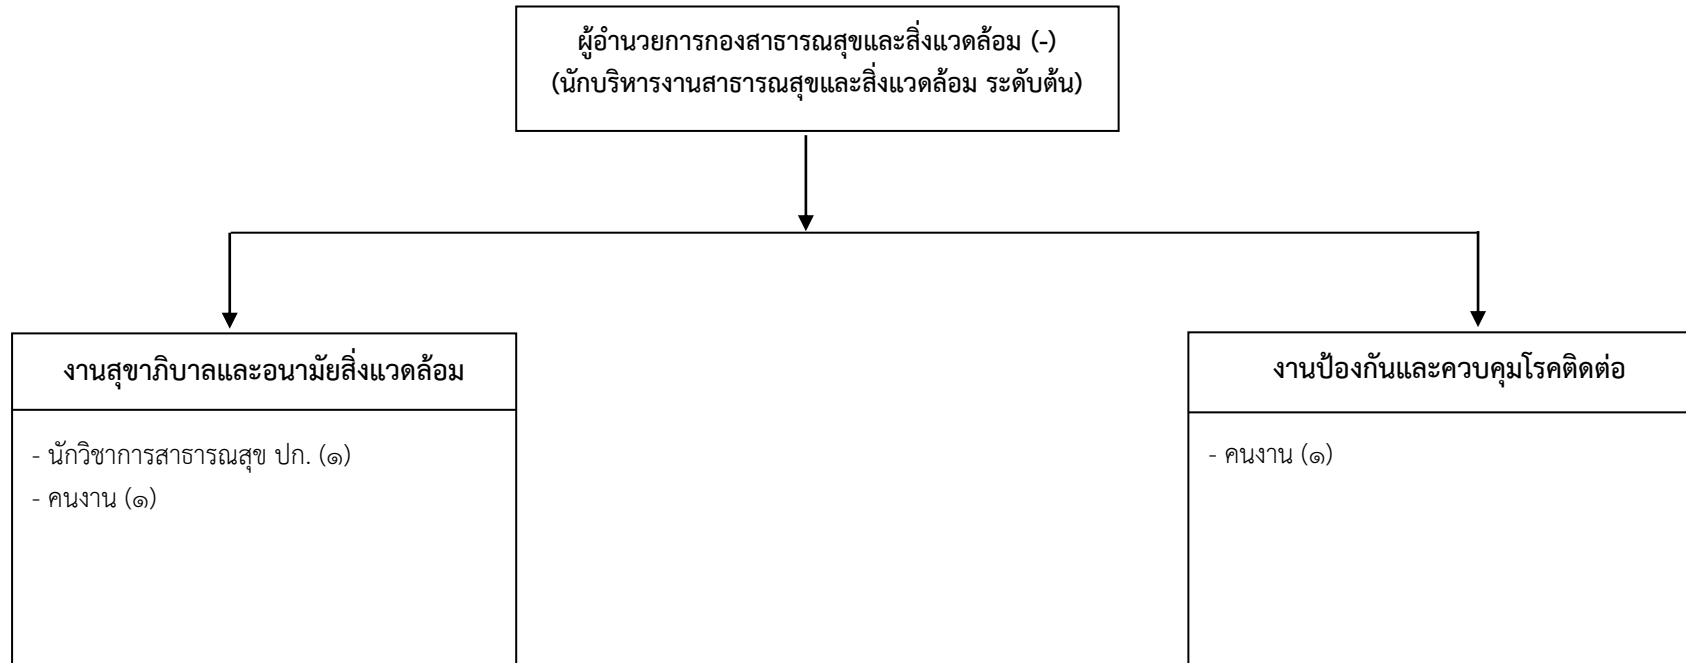 ผู้อำนวยการกองสาธารณสุขและสิ่งแวดล้อม (-)
(นักบริหารงานสาธารณสุขและสิ่งแวดล้อม ระดับต้น)
งานสุขาภิบาลและอนามัยสิ่งแวดล้อม
- นักวิชาการสาธารณสุข ปก. (๑)
- คนงาน (๑)
งานป้องกันและควบคุมโรคติดต่อ
- คนงาน (๑)